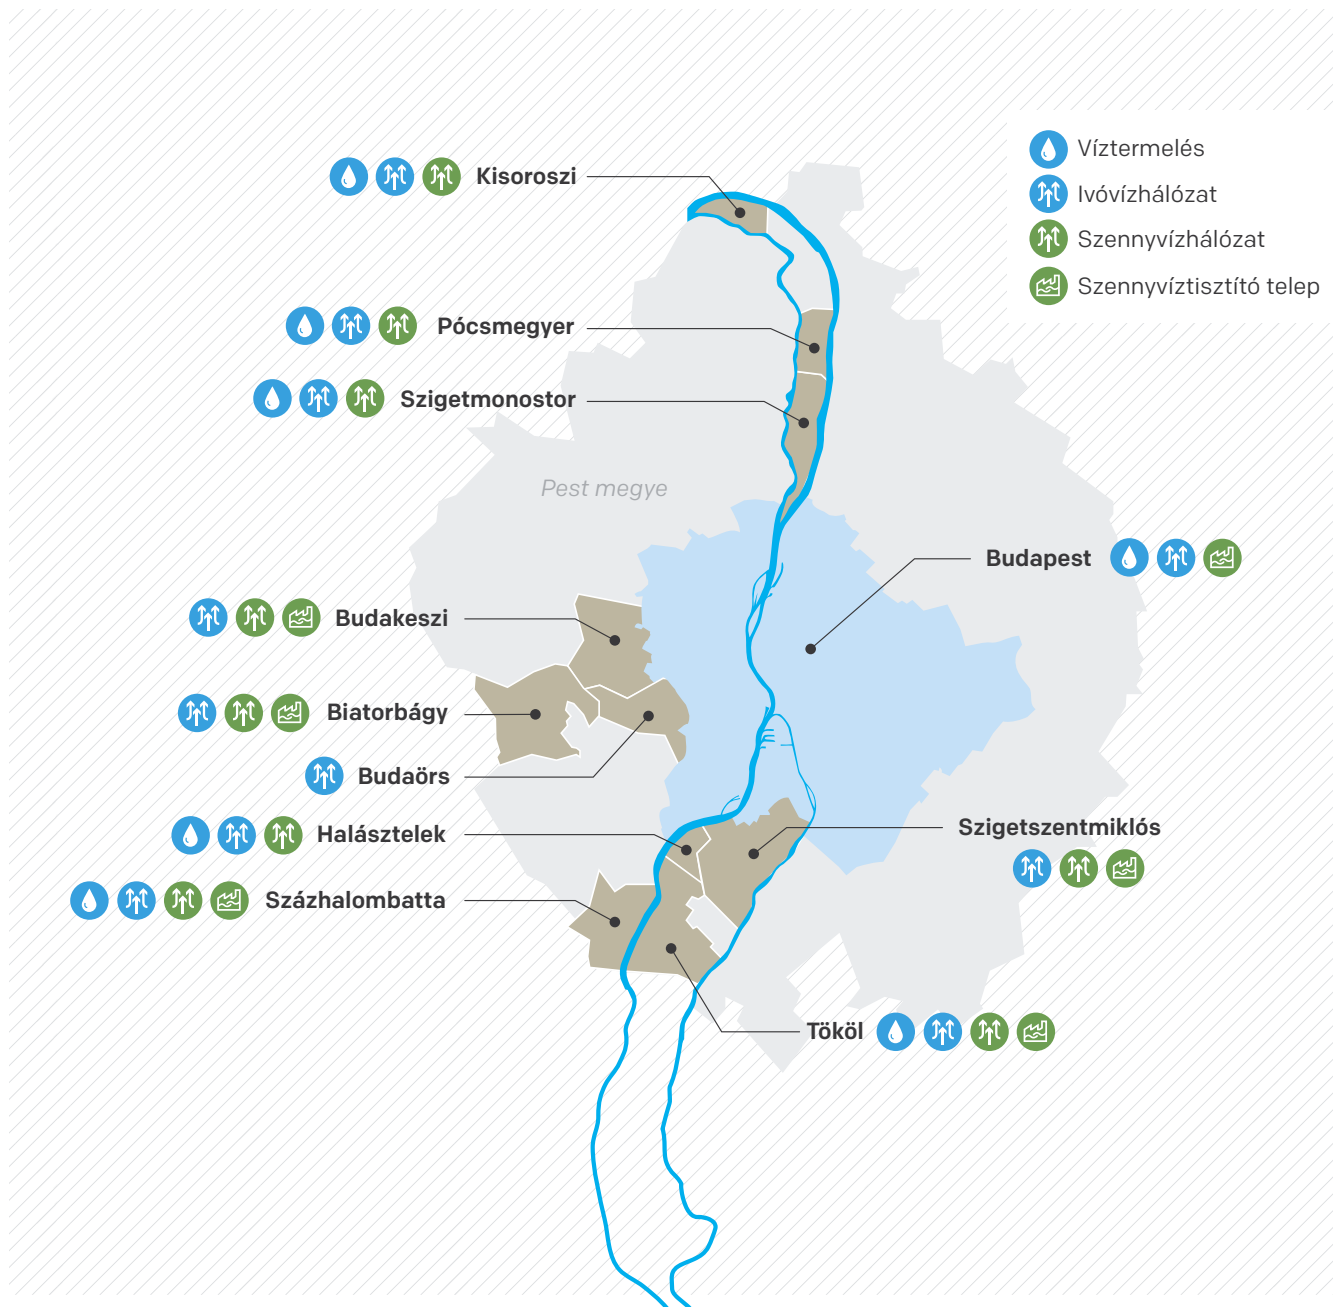 Víztermelés
Ivóvízhálózat
Szennyvízhálózat
Szennyvíztisztító telep
Kisoroszi
Pócsmegyer
Szigetmonostor
Pest megye
Budapest
Budakeszi
Biatorbágy
Budaörs
Halásztelek
Szigetszentmiklós
Százhalombatta
Tököl